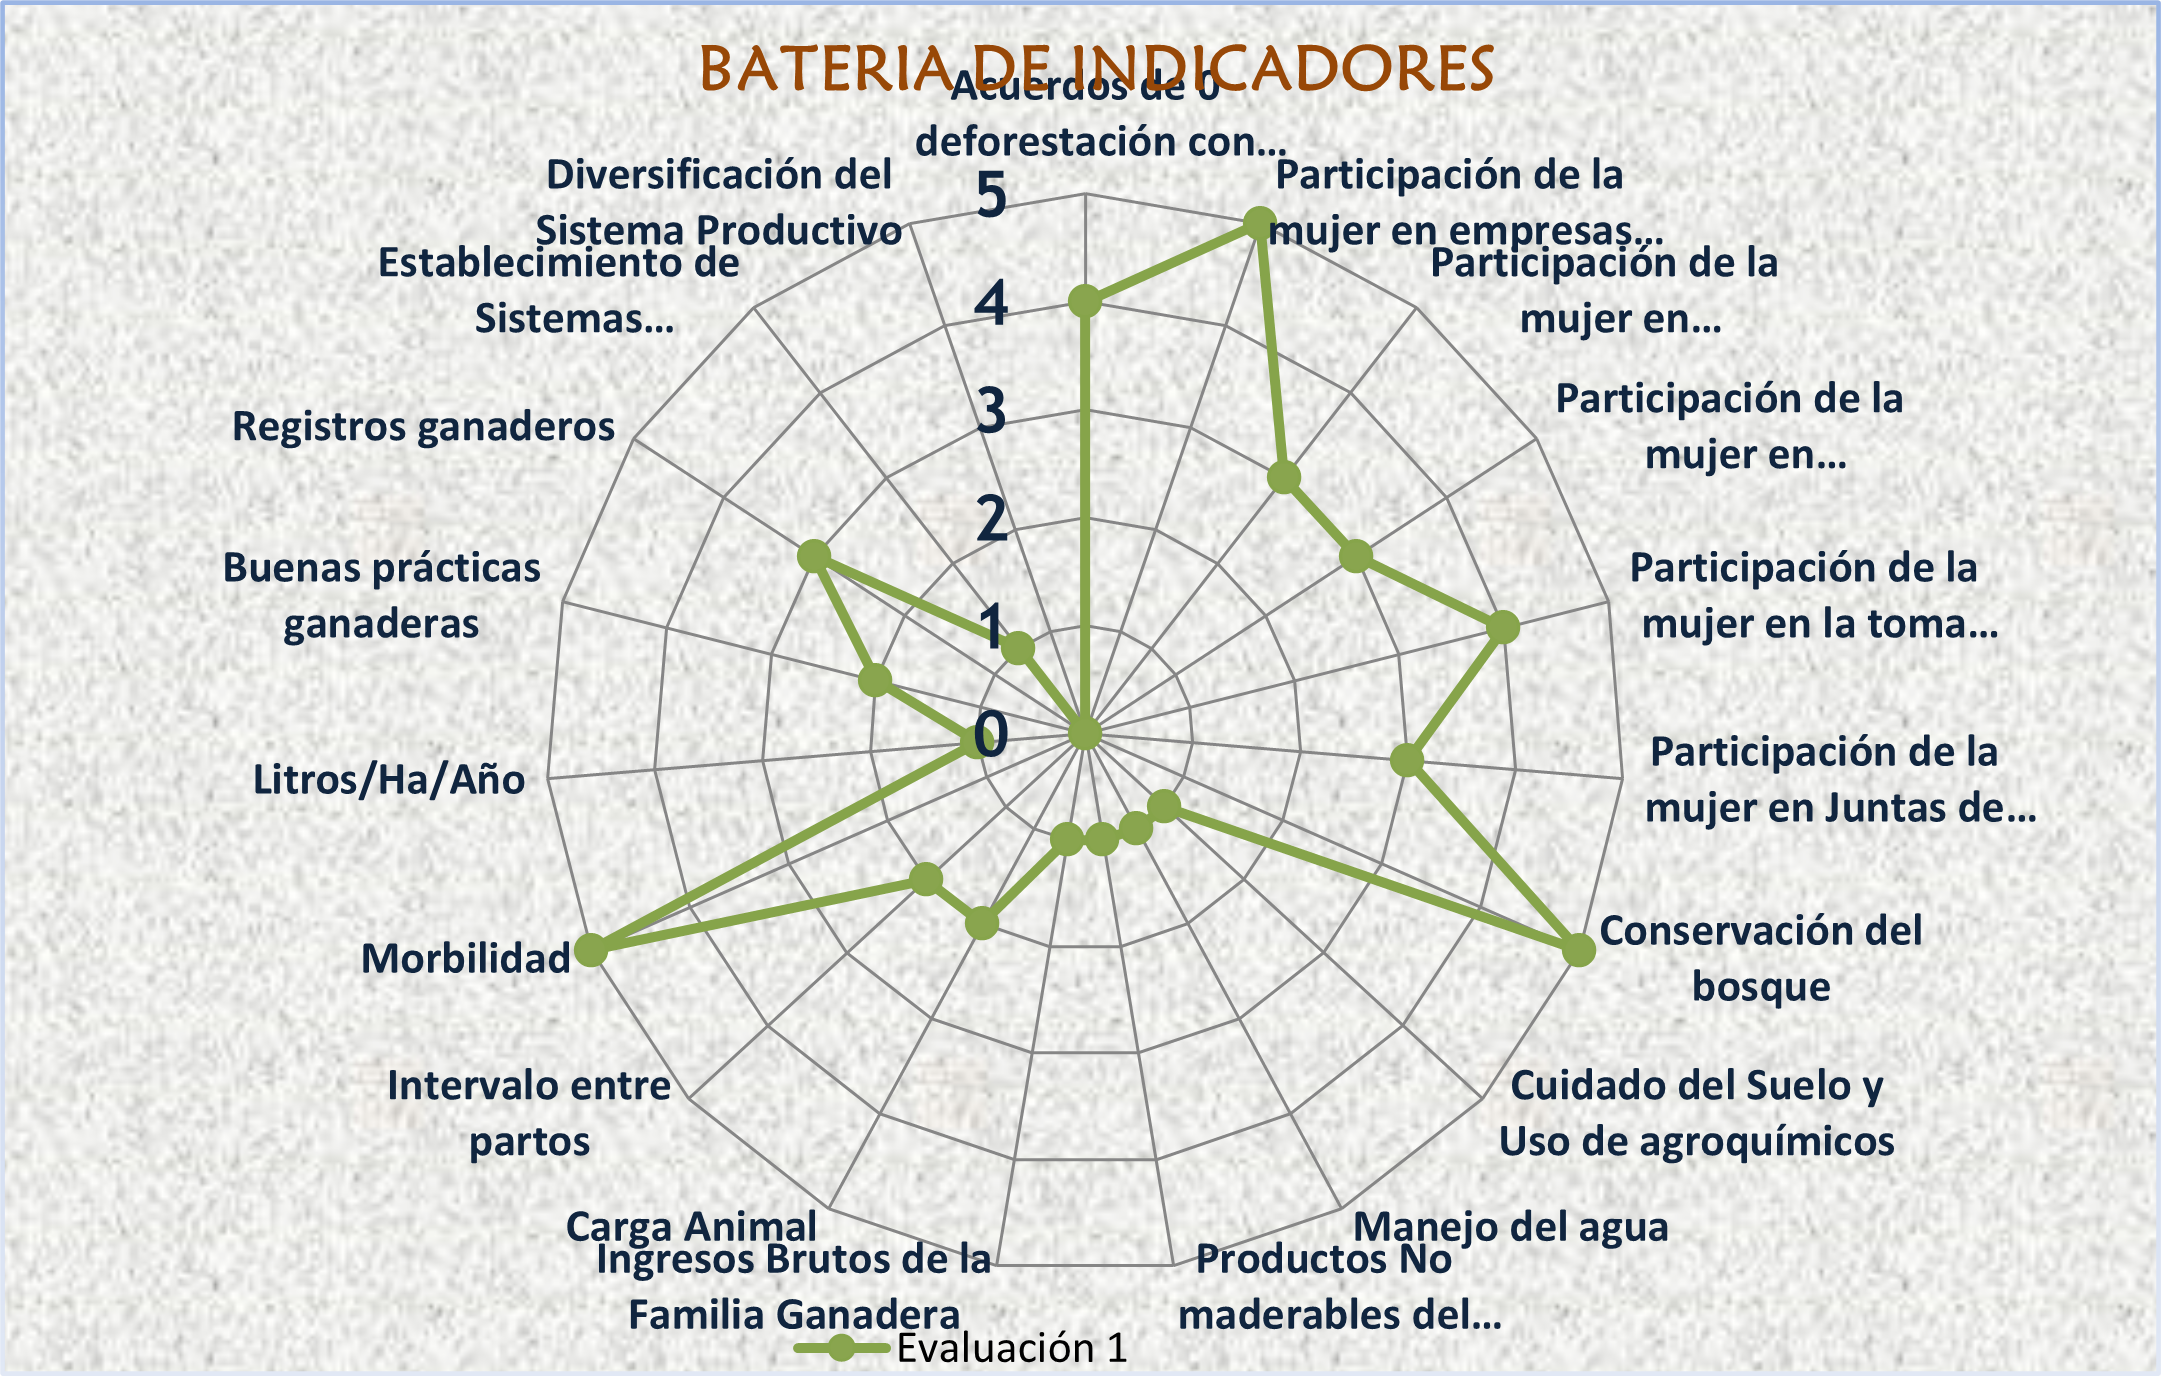 BATERIA DE INDICADORES
Acuerdos de 0
deforestación con...
Participación de la
mujer en empresas...
Participación de la
mujer en...
Participación de la
mujer en...
Participación de la
mujer en la toma...
Participación de la
mujer en Juntas de...
Conservación del
bosque
Cuidado del Suelo y
Uso de agroquímicos
Manejo del agua
Productos No
maderables del...
Ingresos Brutos de la
Familia Ganadera
Carga Animal
Intervalo entre
partos
Morbilidad
Litros/Ha/Año
Buenas prácticas
ganaderas
Registros ganaderos
Establecimiento de
Sistemas...
Diversificación del
Sistema Productivo
5
4
3
2
1
0
Evaluación 1